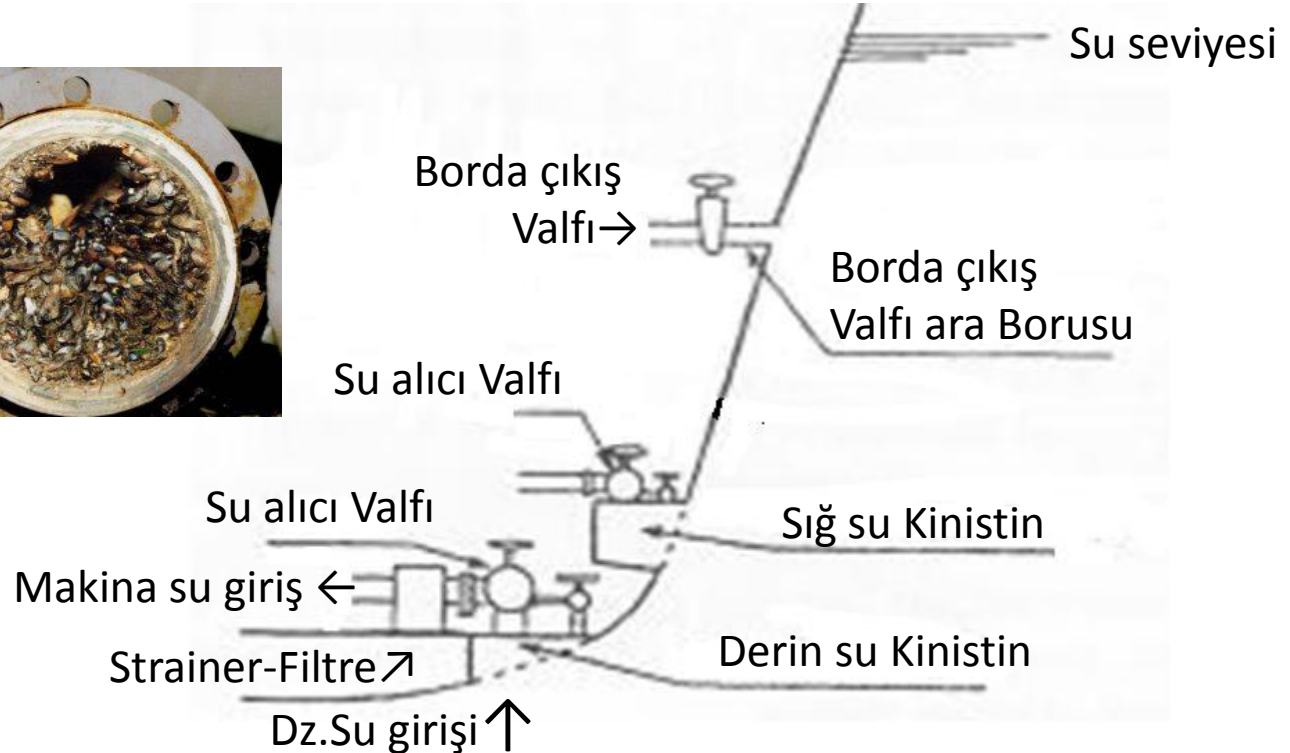 Su seviyesi
Borda çıkış
Valfı→
Borda çıkış
Valfı ara Borusu
Su alıcı Valfı
Su alıcı Valfı
Sığ su Kinistin
Makina su giriş ←
Strainer-Filtre↗
Derin su Kinistin
Dz.Su girişi↑